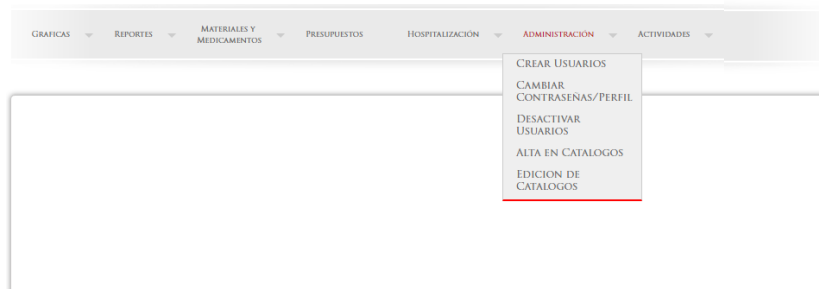 Graficas
Reportes
Materiales y
Medicamentos
Presupuestos
Hospitalización
Administración
Actividades
Crear Usuarios
Cambiar
Contraseñas/Perfil
Desactivar
Usuarios
Alta en Catalogos
Edicion de
Catalogos